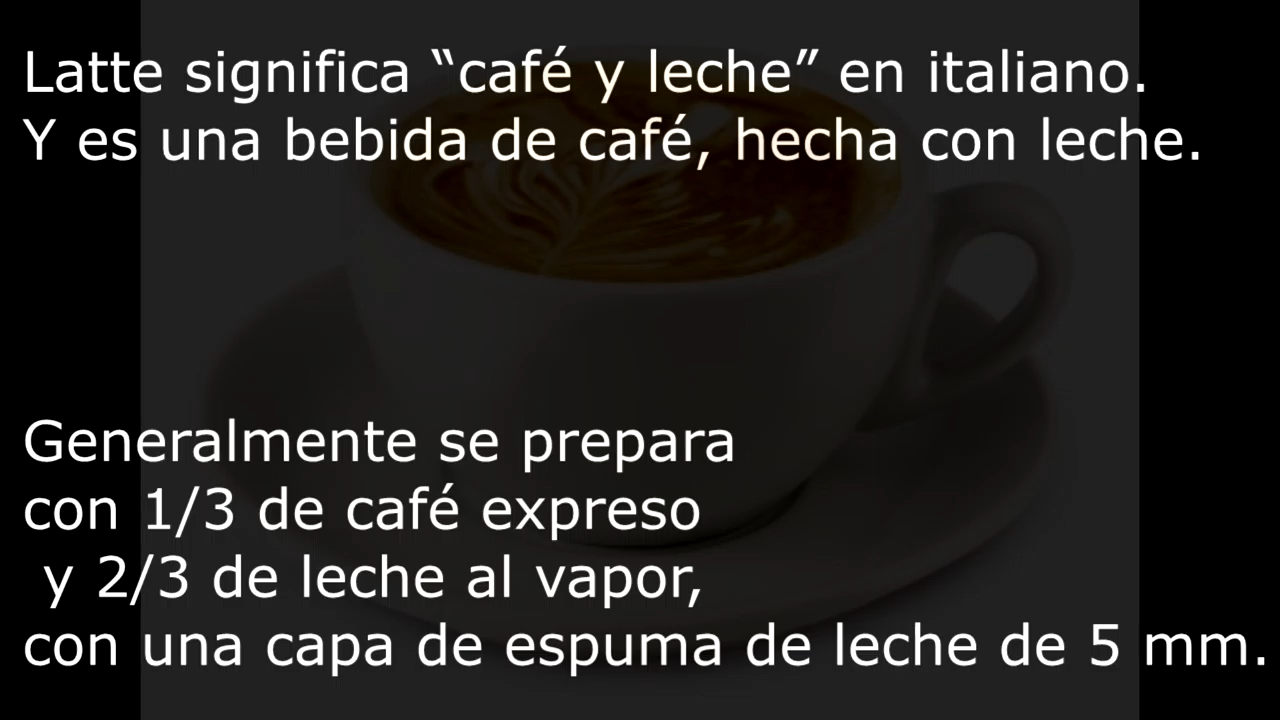 Latte significa “café y leche” en italiano.
Y es una bebida de café, hecha con leche.
Generalmente se prepara
con 1/3 de café expreso
y 2/3 de leche al vapor,
con una capa de espuma de leche de 5 mm.